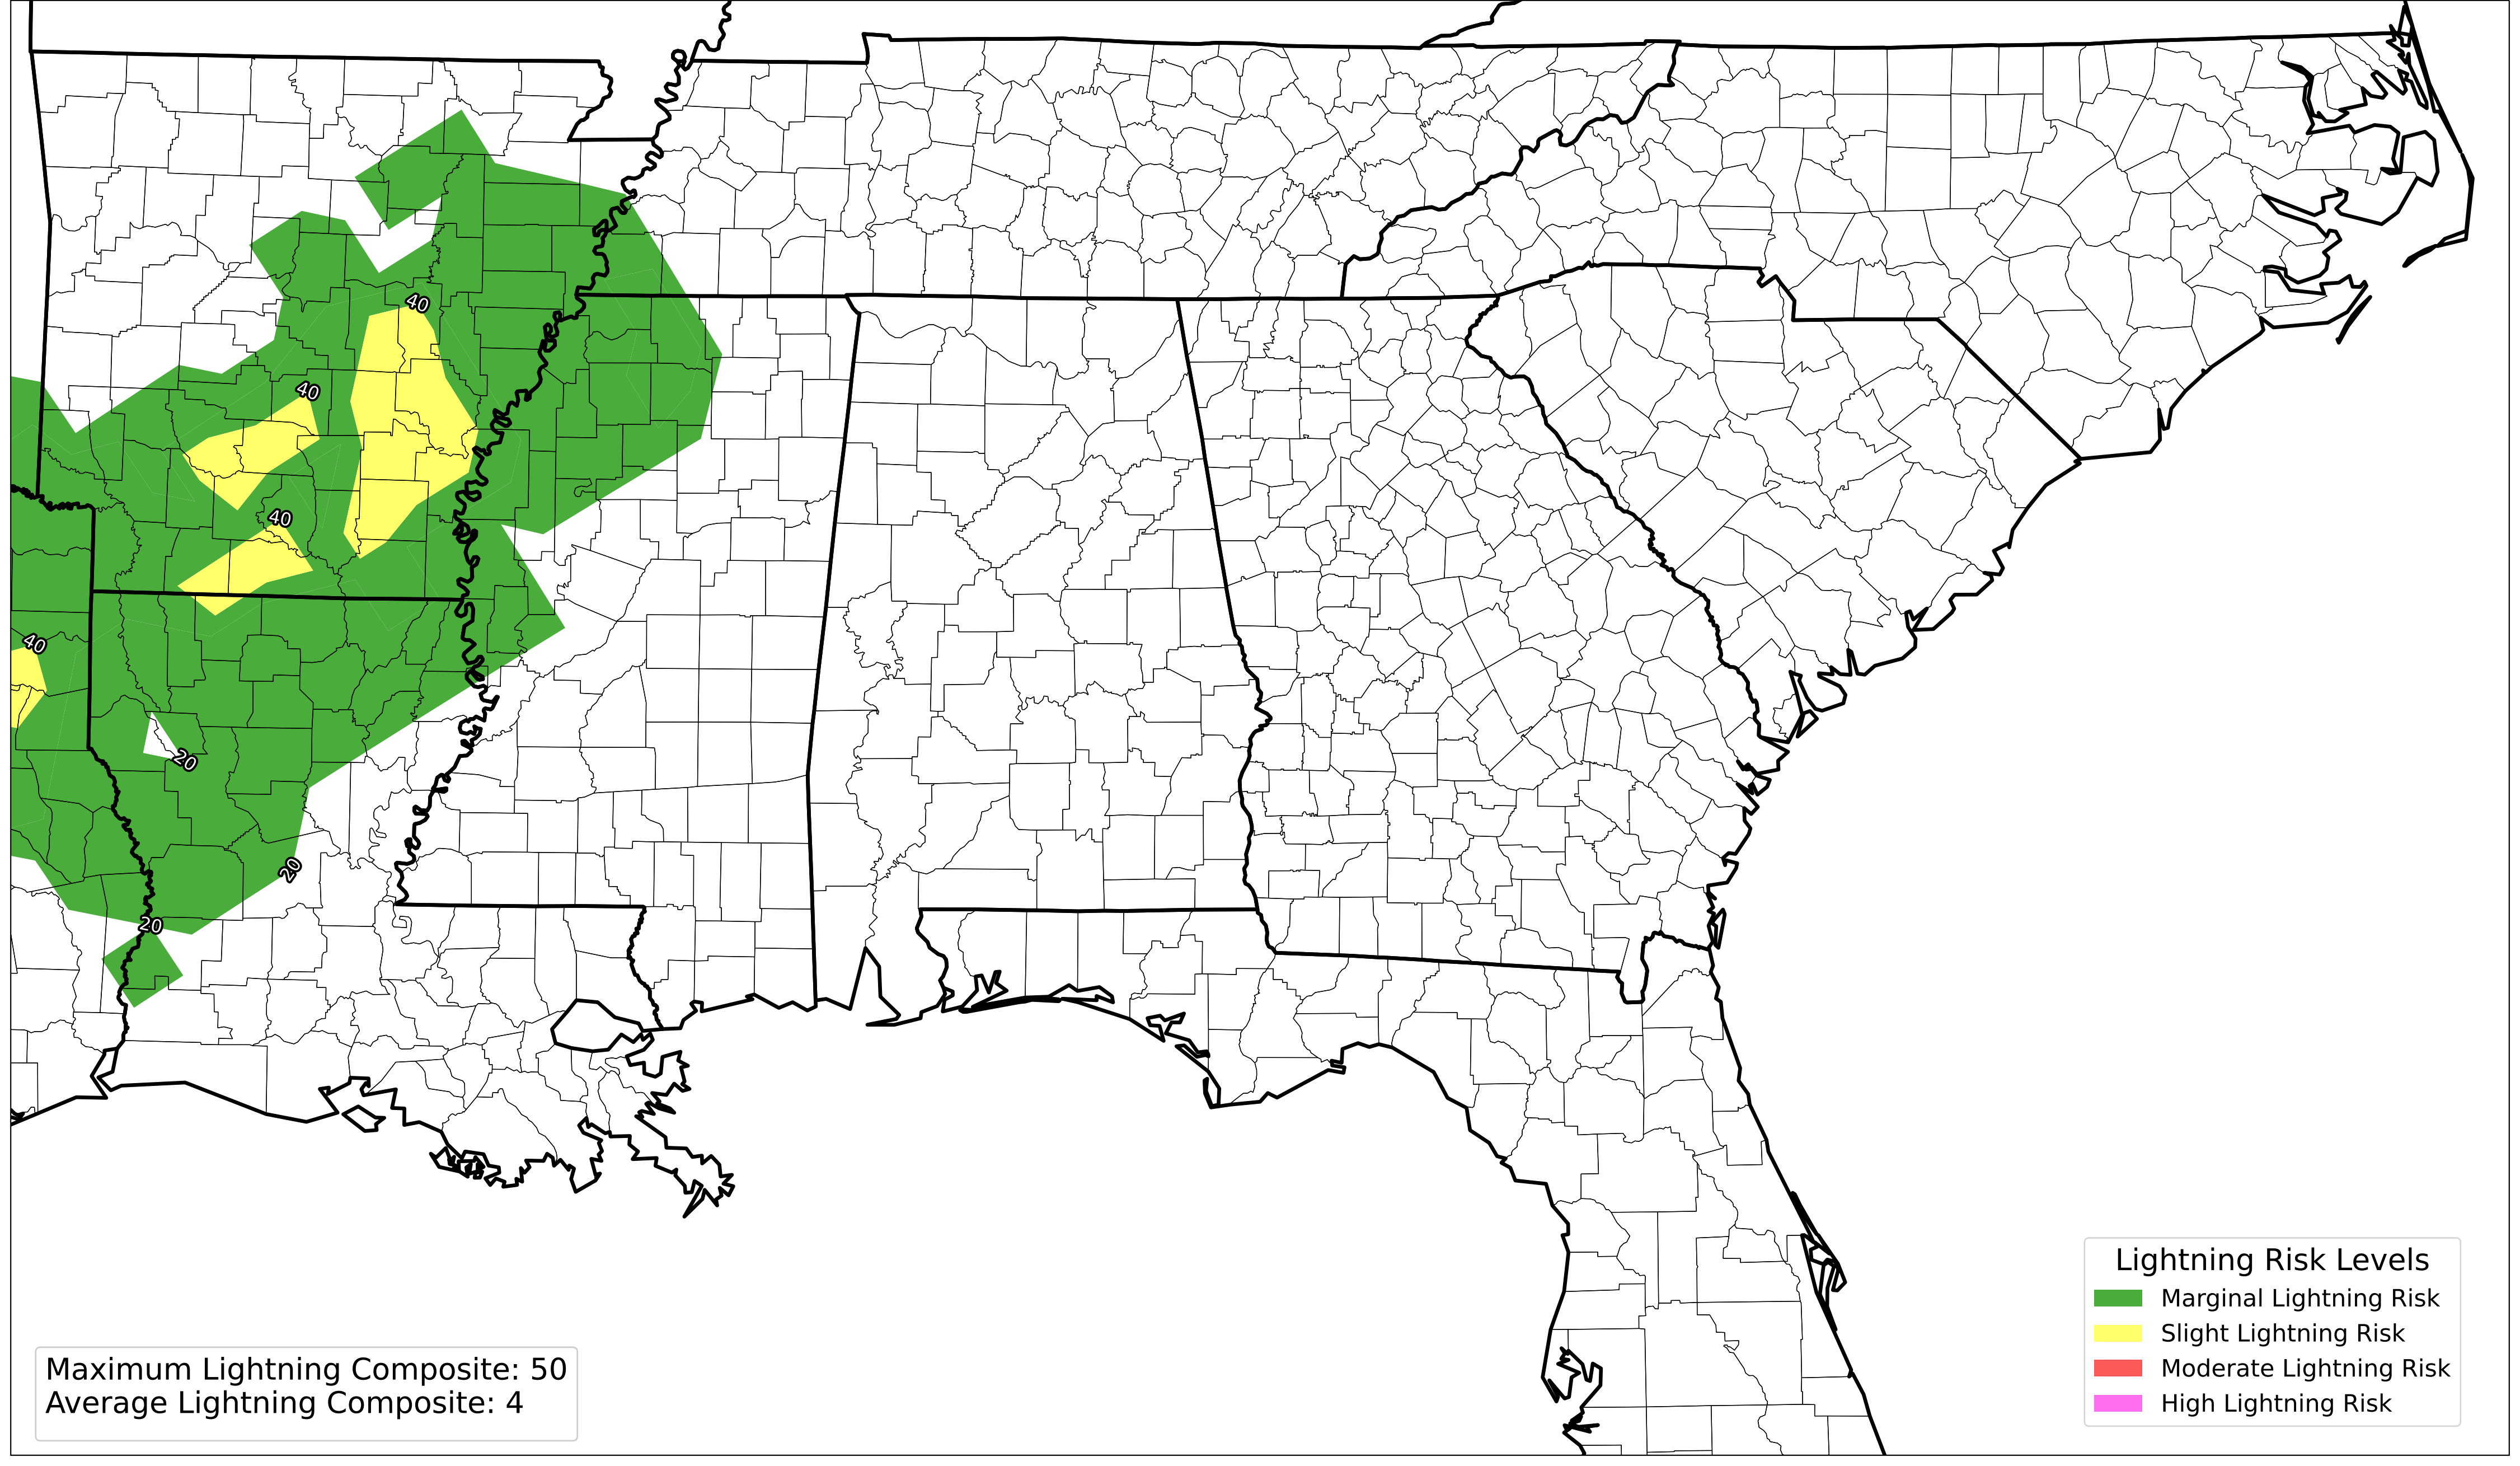 40
40
40
40
20
20
20
Lightning Risk Levels
Marginal Lightning Risk
Slight Lightning Risk
Moderate Lightning Risk
High Lightning Risk
Maximum Lightning Composite: 50
Average Lightning Composite: 4